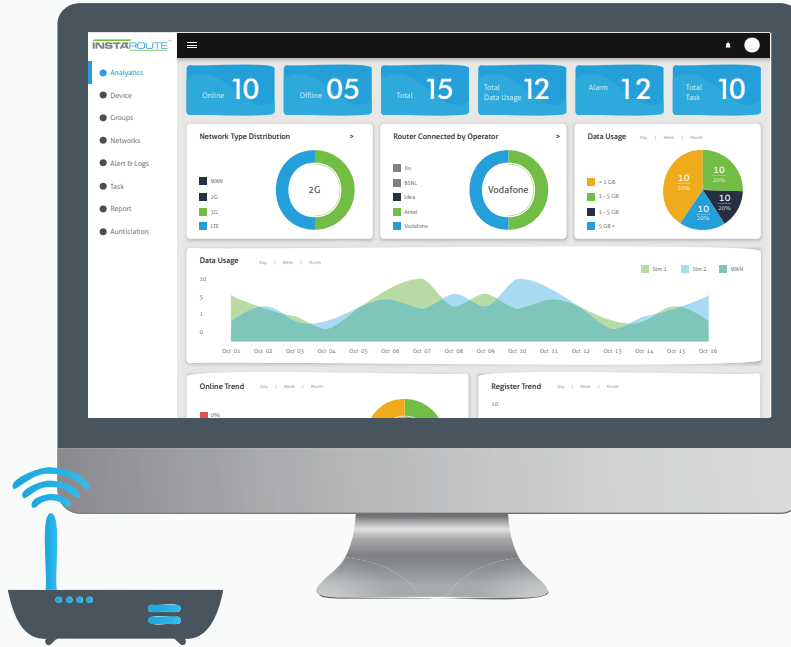 INSTAROUTE
Analyatics
Device
Groups
Networks
Alert & Logs
Task
Report
Aunticiation
Online 10
Offline 05
Total 15
Total Data Usage 12
Alarm 12
Total Task 10
Network Type Distribution >
WAN
2G
3G
LTE
2G
Router Connected by Operator >
Jio
BSNL
Idea
Airtel
Vodafone
Vodafone
Data Usage Day | Week | Month
< 1 GB
1 - 5 GB
1 - 5 GB
5 GB +
10
20%
10
20%
10
20%
10
20%
Data Usage Day | Week | Month
Sim 1 Sim 2 WAN
10
5
1
0
Oct 01 Oct 02 Oct 03 Oct 04 Oct 05 Oct 06 Oct 07 Oct 08 Oct 09 Oct 10 Oct 11 Oct 12 Oct 13 Oct 14 Oct 15 Oct 16
Online Trend Day | Week | Month
0%
Register Trend Day | Week | Month
10